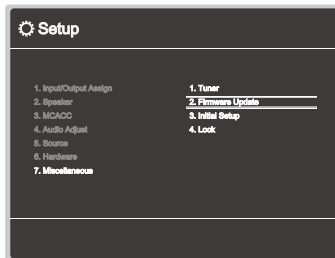 Setup
1. Input/Output Assign
2. Speaker
3. MCACC
4. Audio Adjust
5. Source
6. Hardware
7. Miscellaneous
1. Tuner
2. Firmware Update
3. Initial Setup
4. Lock